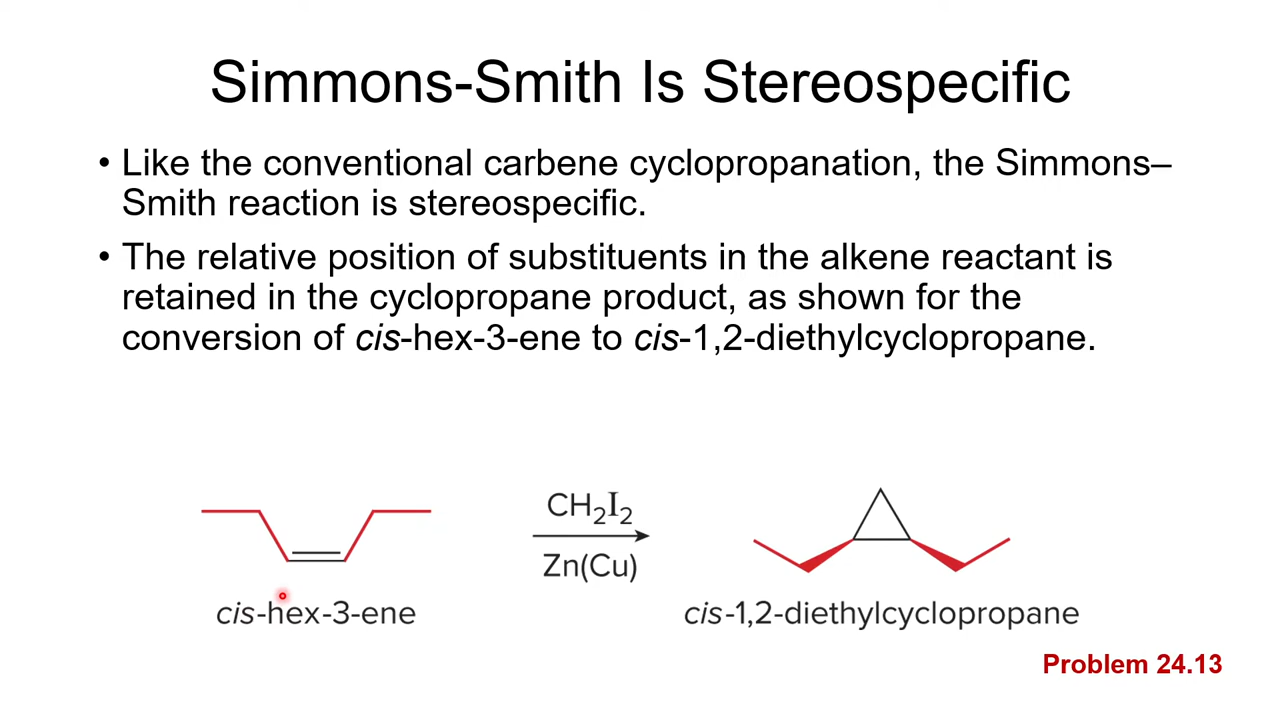 Simmons-Smith Is Stereospecific
• Like the conventional carbene cyclopropanation, the Simmons–
Smith reaction is stereospecific.
• The relative position of substituents in the alkene reactant is
retained in the cyclopropane product, as shown for the
conversion of cis-hex-3-ene to cis-1,2-diethylcyclopropane.
CH₂I₂
Zn(Cu)
cis-hex-3-ene
cis-1,2-diethylcyclopropane
Problem 24.13